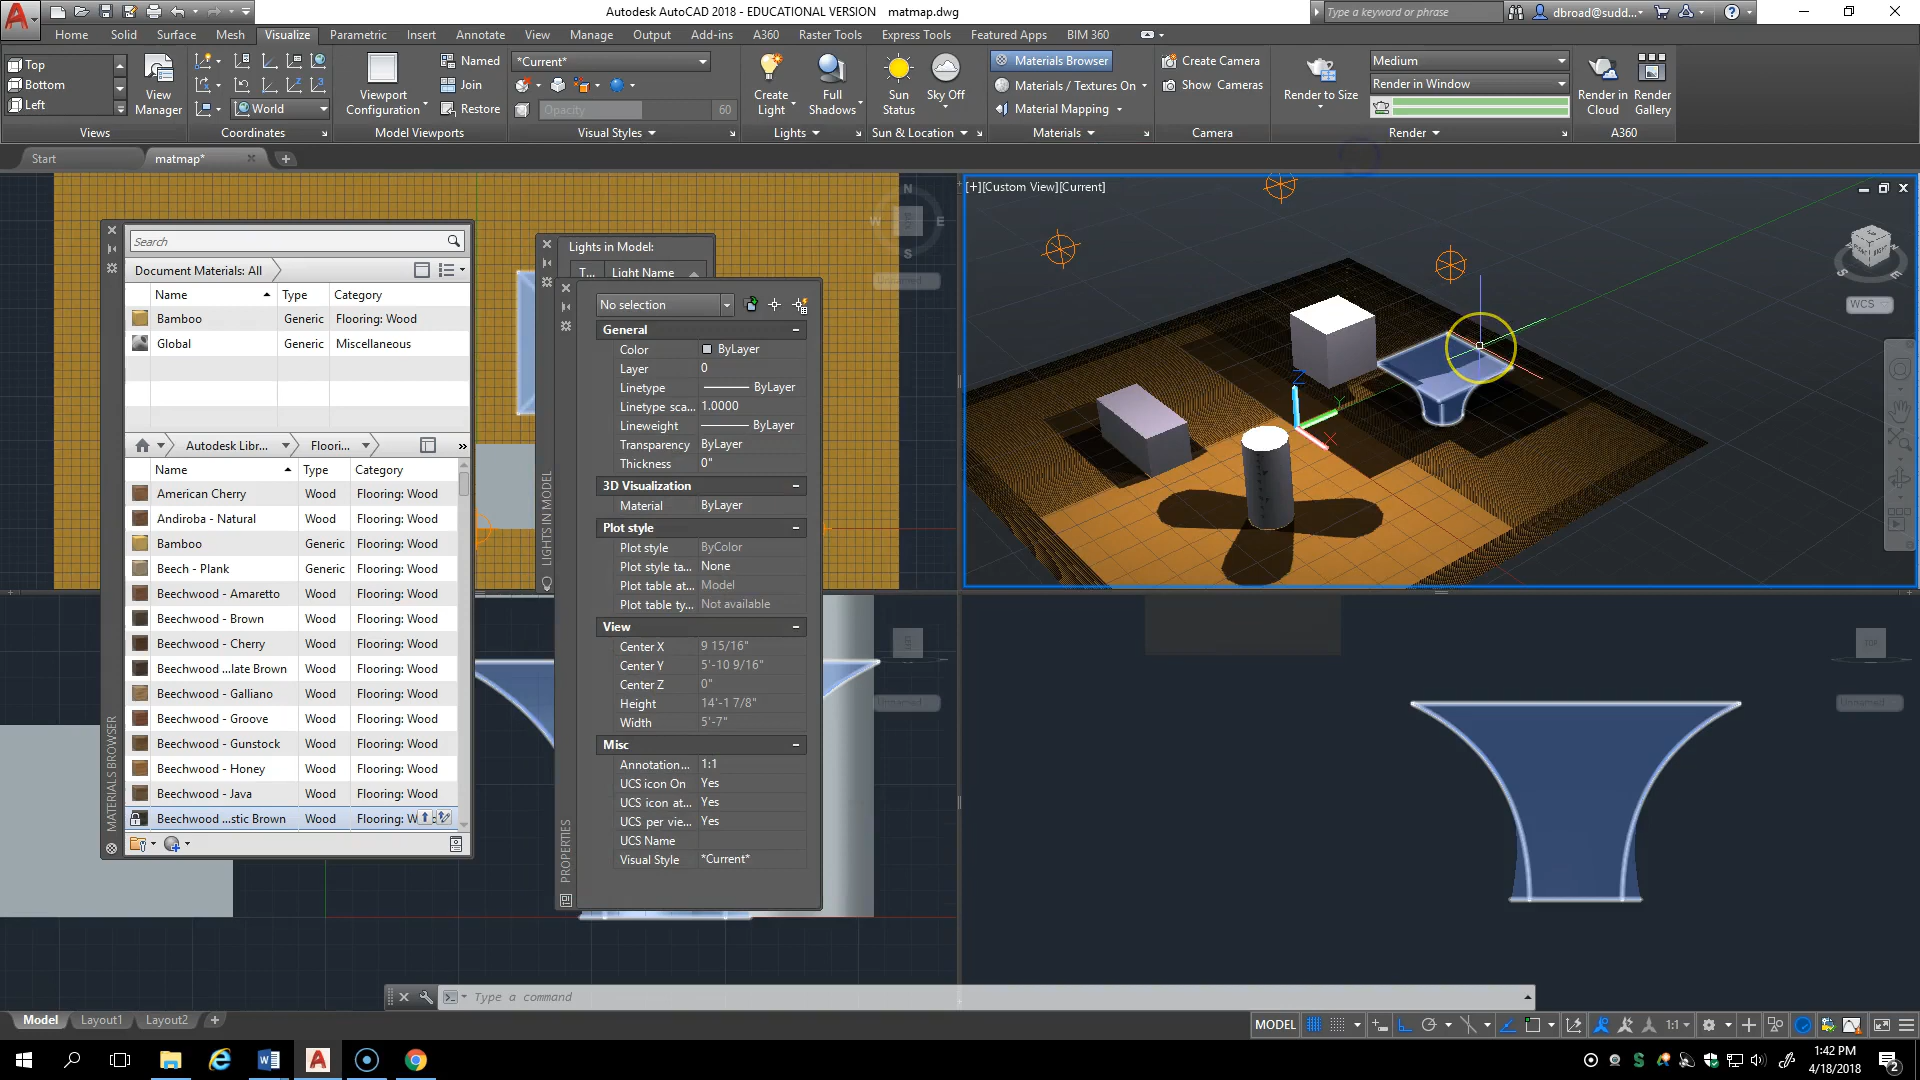 Autodesk AutoCAD 2018 - EDUCATIONAL VERSION matmap.dwg
Type a keyword or phrase
dbroad@sudd...
Home Solid Surface Mesh Visualize Parametric Insert Annotate View Manage Output Add-ins A360 Raster Tools Express Tools Featured Apps BIM 360
Top
Bottom
Left
View
Manager
World
Viewport
Configuration
Named
Join
Restore
*Current*
Opacity 60
Create
Light
Full
Shadows
Sun
Status
Sky Off
Materials Browser
Materials / Textures On
Material Mapping
Create Camera
Show Cameras
Render to Size
Medium
Render in Window
Render in
Cloud
Render
Gallery
Views Coordinates Model Viewports Visual Styles Lights Sun & Location Materials Camera Render A360
Start matmap*
[+][Custom View][Current]
N
W E
S
WCS
S E
Z
Y
X
Search
Document Materials: All
Name Type Category
Bamboo Generic Flooring: Wood
Global Generic Miscellaneous
Autodesk Libr... Floori...
Name Type Category
American Cherry Wood Flooring: Wood
Andiroba - Natural Wood Flooring: Wood
Bamboo Generic Flooring: Wood
Beech - Plank Generic Flooring: Wood
Beechwood - Amaretto Wood Flooring: Wood
Beechwood - Brown Wood Flooring: Wood
Beechwood - Cherry Wood Flooring: Wood
Beechwood ...late Brown Wood Flooring: Wood
Beechwood - Galliano Wood Flooring: Wood
Beechwood - Groove Wood Flooring: Wood
Beechwood - Gunstock Wood Flooring: Wood
Beechwood - Honey Wood Flooring: Wood
Beechwood - Java Wood Flooring: Wood
Beechwood ...stic Brown Wood Flooring: W
MATERIALS BROWSER
Lights in Model:
T... Light Name
LIGHTS IN MODEL
No selection
General
Color ByLayer
Layer 0
Linetype ByLayer
Linetype sca... 1.0000
Lineweight ByLayer
Transparency ByLayer
Thickness 0"
3D Visualization
Material ByLayer
Plot style
Plot style ByColor
Plot style ta... None
Plot table at... Model
Plot table ty... Not available
View
Center X 9 15/16"
Center Y 5'-10 9/16"
Center Z 0"
Height 14'-1 7/8"
Width 5'-7"
Misc
Annotation... 1:1
UCS icon On Yes
UCS icon at... Yes
UCS per vie... Yes
UCS Name
Visual Style *Current*
PROPERTIES
TOP
Unnamed
Type a command
Model Layout1 Layout2
MODEL 1:1
1:42 PM
4/18/2018
2